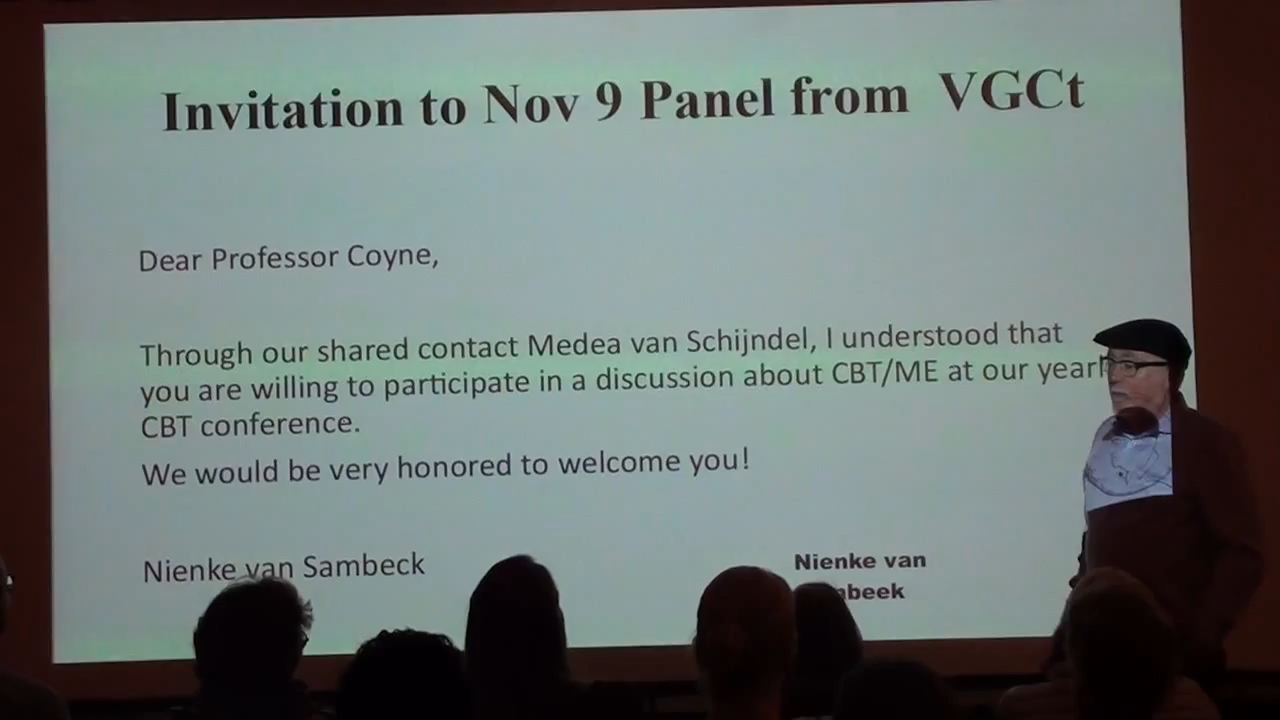 Invitation to Nov 9 Panel from VGCt
Dear Professor Coyne,
Through our shared contact Medea van Schijndel, I understood that
you are willing to participate in a discussion about CBT/ME at our
CBT conference.
We would be very honored to welcome you!
Nienke van Sambeck
Nienke van